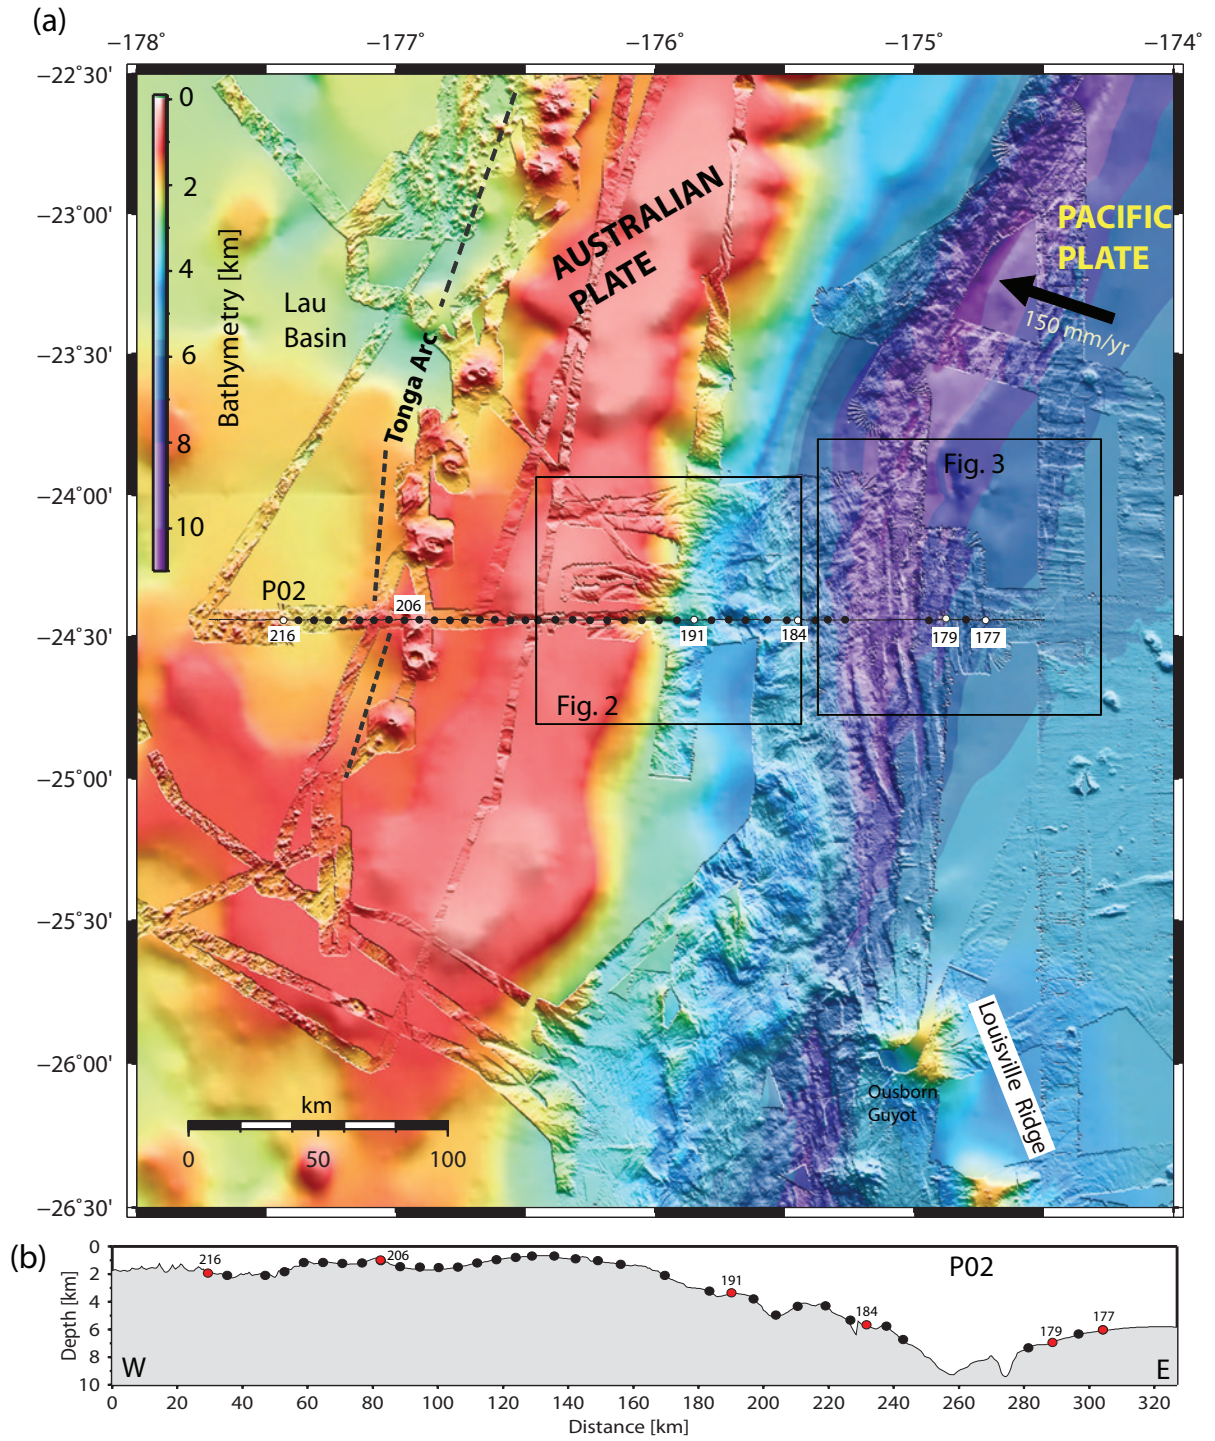 (a)
−178˚ −177˚ −176˚ −175˚ −174˚
−22˚30'
−23˚00'
−23˚30'
−24˚00'
−24˚30'
−25˚00'
−25˚30'
−26˚00'
−26˚30'
0
2
4
6
8
10
Bathymetry [km]
Lau
Basin
Tonga Arc
AUSTRALIAN
PLATE
PACIFIC
PLATE
150 mm/yr
Fig. 3
Fig. 2
P02
216
206
191
184
179
177
Louisville Ridge
Ousborn
Guyot
km
0 50 100
(b)
0
2
4
6
8
10
Depth [km]
216
206
191
184
179
177
P02
W
E
0 20 40 60 80 100 120 140 160 180 200 220 240 260 280 300 320
Distance [km]